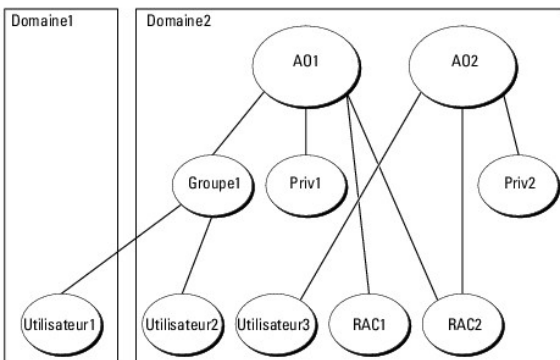 Domaine1
Domaine2
AO1
AO2
Groupe1
Priv1
Priv2
Utilisateur1
Utilisateur2
Utilisateur3
RAC1
RAC2